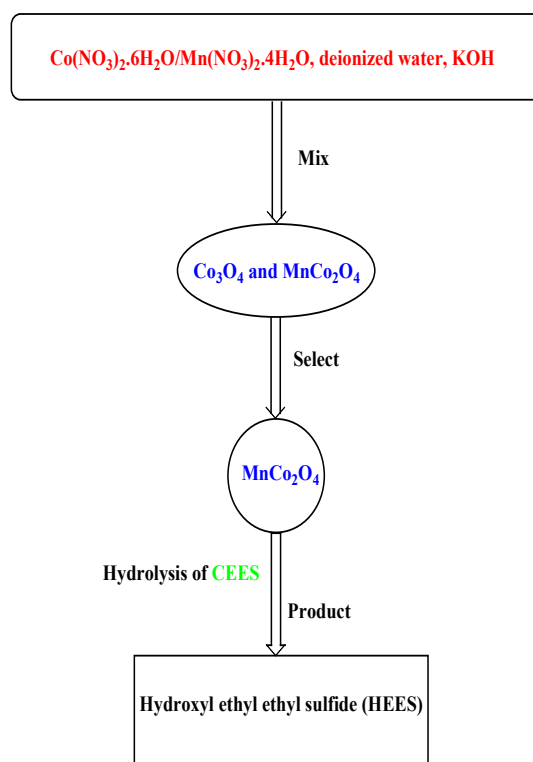 Co(NO₃)₂.6H₂O/Mn(NO₃)₂.4H₂O, deionized water, KOH
Mix
Co₃O₄ and MnCo₂O₄
Select
MnCo₂O₄
Hydrolysis of CEES
Product
Hydroxyl ethyl ethyl sulfide (HEES)